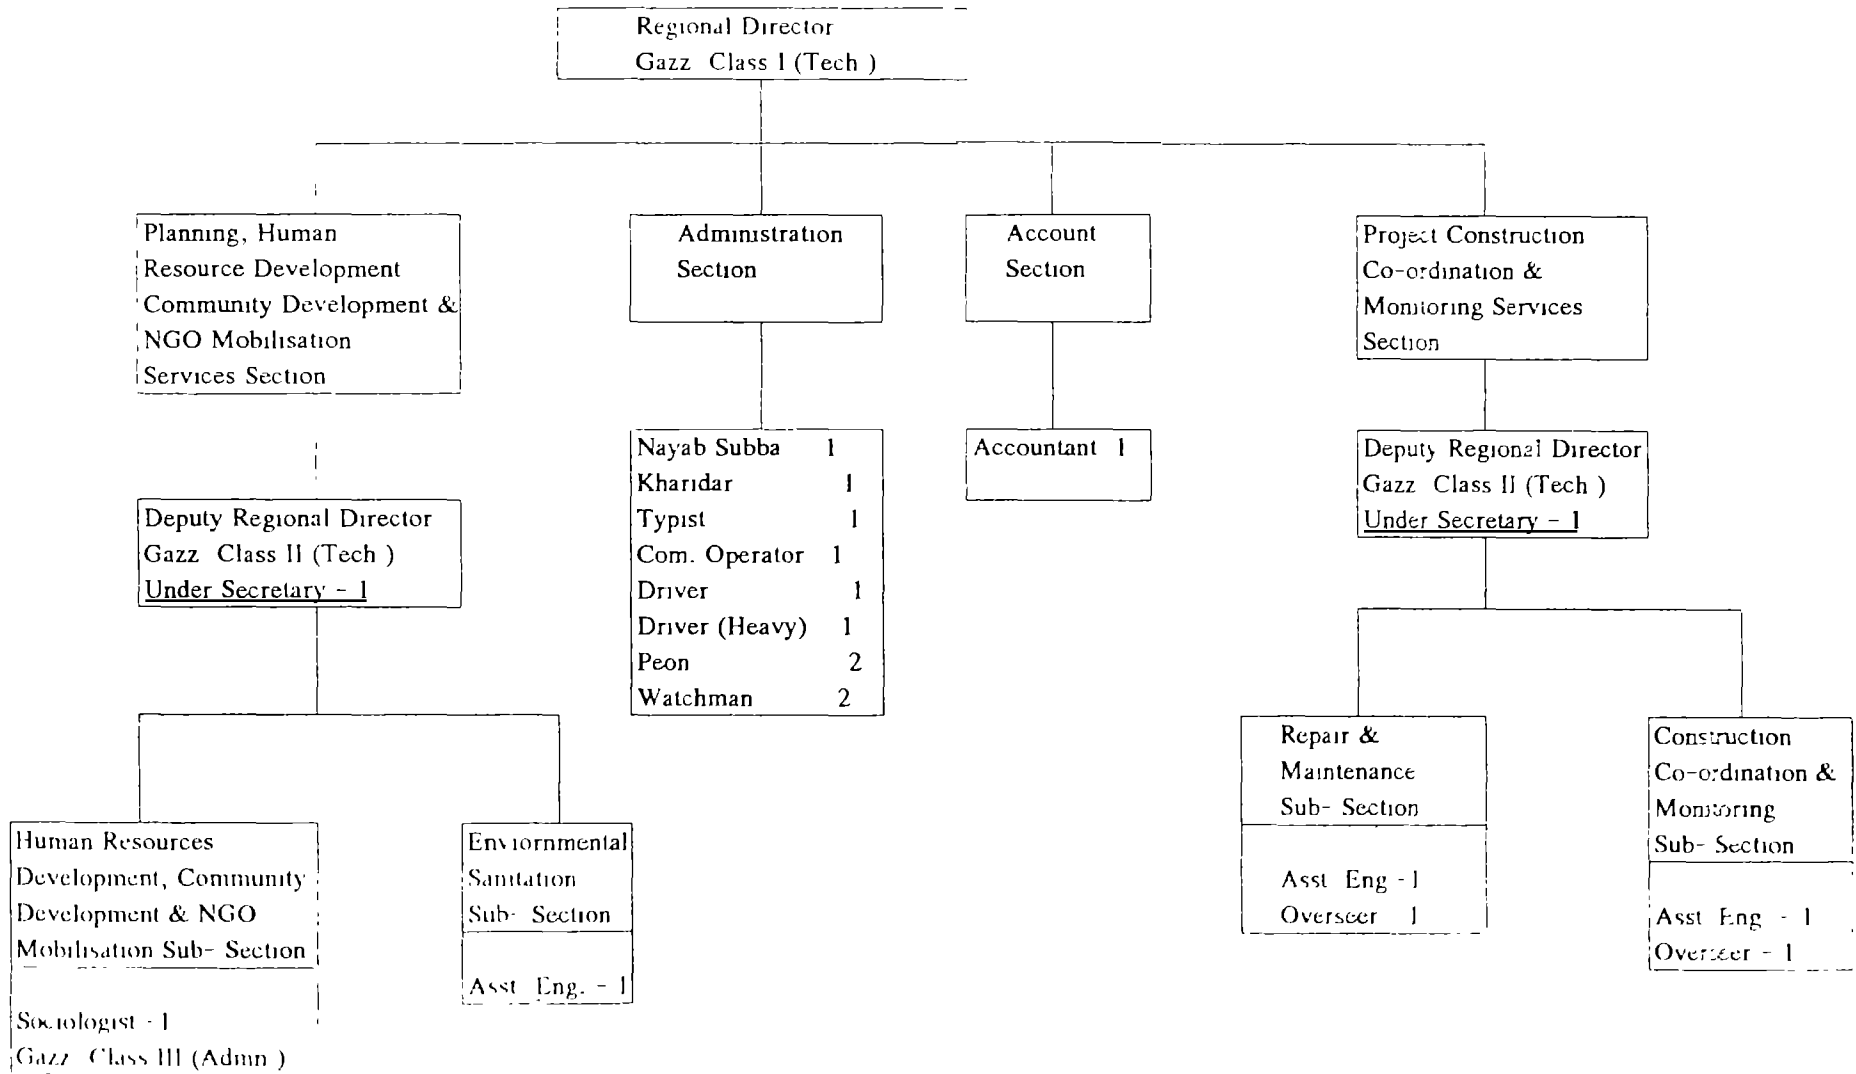 Regional Director
Gazz Class I (Tech )
Planning, Human
Resource Development
Community Development &
NGO Mobilisation
Services Section
Administration
Section
Account
Section
Project Construction
Co-ordination &
Monitoring Services
Section
Nayab Subba 1
Kharidar 1
Typist 1
Com. Operator 1
Driver 1
Driver (Heavy) 1
Peon 2
Watchman 2
Accountant 1
Deputy Regional Director
Gazz Class II (Tech )
Under Secretary - 1
Deputy Regional Director
Gazz Class II (Tech )
Under Secretary - 1
Human Resources
Development, Community
Development & NGO
Mobilisation Sub- Section
Sociologist - 1
Gazz Class III (Admn )
Enviornmental
Sanitation
Sub- Section
Asst Eng. - 1
Repair &
Maintenance
Sub- Section
Asst Eng - 1
Overseer 1
Construction
Co-ordination &
Monitoring
Sub- Section
Asst Eng - 1
Overseer - 1